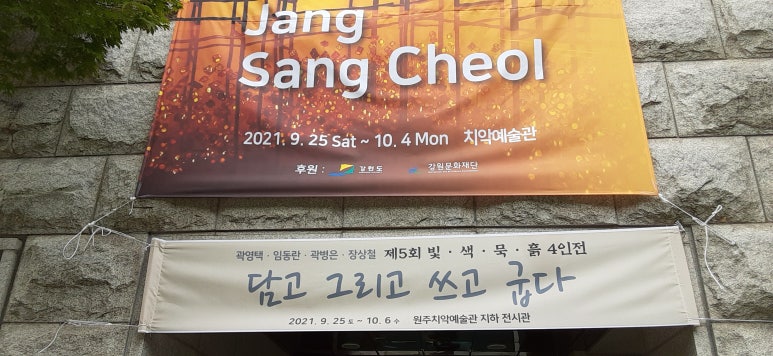 Jang
Sang Cheol
2021. 9. 25 Sat ~ 10. 4 Mon 치악예술관
후원 : 강원도 강원문화재단
곽영택 · 임동란 · 곽병은 · 장상철 제5회 빛 · 색 · 묵 · 흙 4인전
담고 그리고 쓰고 굽다
2021. 9. 25 토 ~ 10. 6 수 원주치악예술관 지하 전시관